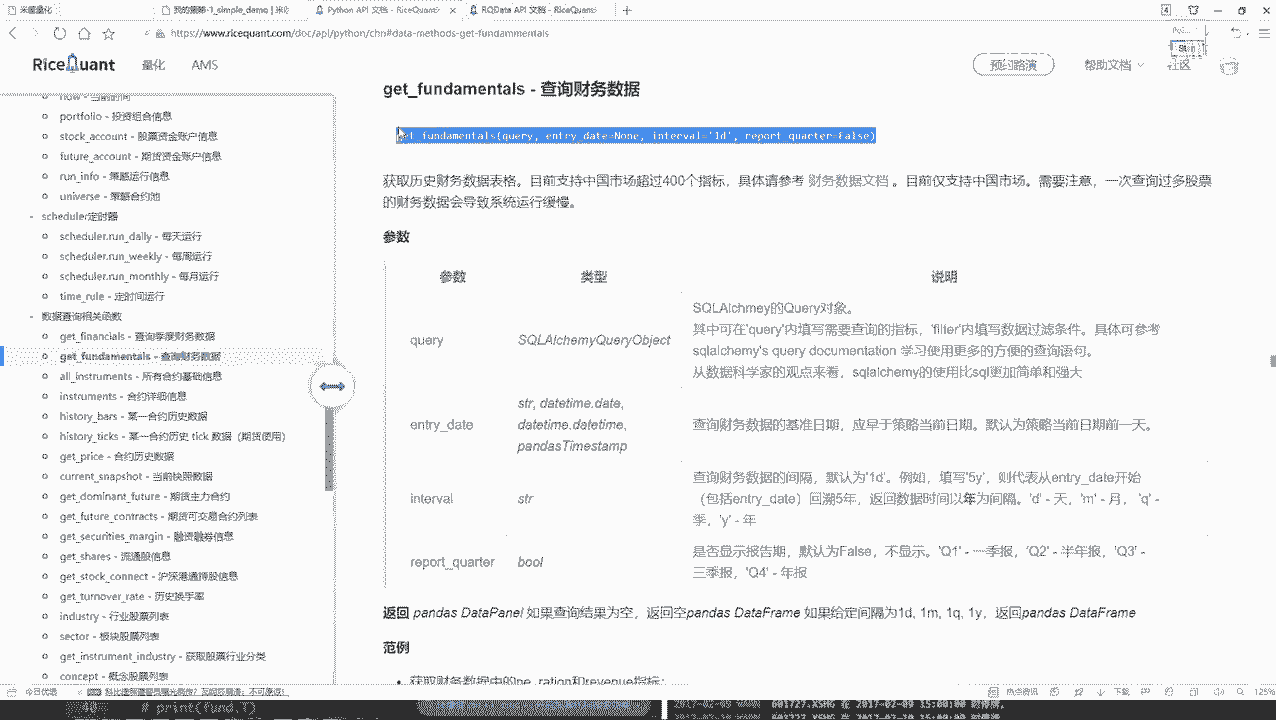 米筐量化
我的策略-1_simple_demo | 米
Python API 文档 - RiceQuant
RQData API 文档 - RiceQuan
https://www.ricequant.com/doc/api/python/chn#data-methods-get-fundammentals
RiceQuant
量化
AMS
预约路演
帮助文档
社区
now - 当前时间
portfolio - 投资组合信息
stock_account - 股票资金账户信息
future_account - 期货资金账户信息
run_info - 策略运行信息
universe - 策略合约池
scheduler定时器
scheduler.run_daily - 每天运行
scheduler.run_weekly - 每周运行
scheduler.run_monthly - 每月运行
time_rule - 定时间运行
数据查询相关函数
get_financials - 查询季度财务数据
get_fundamentals - 查询财务数据
all_instruments - 所有合约基础信息
instruments - 合约详细信息
history_bars - 某一合约历史数据
history_ticks - 某一合约历史 tick 数据（期货使用）
get_price - 合约历史数据
current_snapshot - 当前快照数据
get_dominant_future - 期货主力合约
get_future_contracts - 期货可交易合约列表
get_securities_margin - 融资融券信息
get_shares - 流通股信息
get_stock_connect - 沪深港通持股信息
get_turnover_rate - 历史换手率
industry - 行业股票列表
sector - 板块股票列表
get_instrument_industry - 获取股票行业分类
concept - 概念股票列表
get_fundamentals - 查询财务数据
get_fundamentals(query, entry_date=None, interval='1d', report_quarter=False)
获取历史财务数据表格。目前支持中国市场超过400个指标，具体请参考 财务数据文档 。目前仅支持中国市场。需要注意，一次查询过多股票
的财务数据会导致系统运行缓慢。
参数
参数 类型 说明
query SQLAlchemyQueryObject
SQLAlchmey的Query对象。
其中可在'query'内填写需要查询的指标，'filter'内填写数据过滤条件。具体可参考
sqlalchemy's query documentation 学习使用更多的方便的查询语句。
从数据科学家的观点来看，sqlalchemy的使用比sql更加简单和强大
entry_date
str, datetime.date,
datetime.datetime,
pandasTimestamp
查询财务数据的基准日期，应早于策略当前日期。默认为策略当前日期前一天。
interval str
查询财务数据的间隔，默认为'1d'。例如，填写'5y'，则代表从entry_date开始
（包括entry_date）回溯5年，返回数据时间以年为间隔。'd' - 天，'m' - 月， 'q' -
季，'y' - 年
report_quarter bool
是否显示报告期，默认为False，不显示。'Q1' - 一季报，'Q2' - 半年报，'Q3' -
三季报，'Q4' - 年报
返回 pandas DataPanel 如果查询结果为空，返回空pandas DataFrame 如果给定间隔为1d, 1m, 1q, 1y，返回pandas DataFrame
范例
获取财务数据中的pe_ration和revenue指标：
今日优选
热点资讯
下载
125%
# print(fund.T)